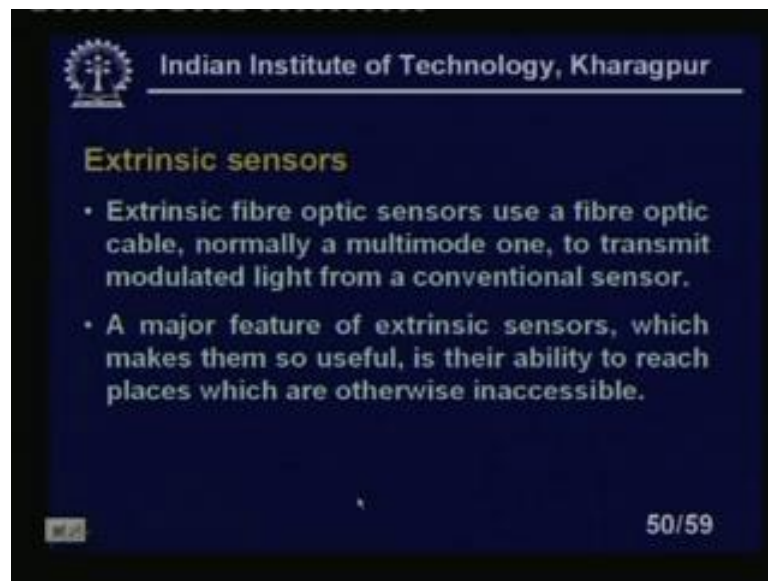 Indian Institute of Technology, Kharagpur
Extrinsic sensors
• Extrinsic fibre optic sensors use a fibre optic
cable, normally a multimode one, to transmit
modulated light from a conventional sensor.
• A major feature of extrinsic sensors, which
makes them so useful, is their ability to reach
places which are otherwise inaccessible.
50/59